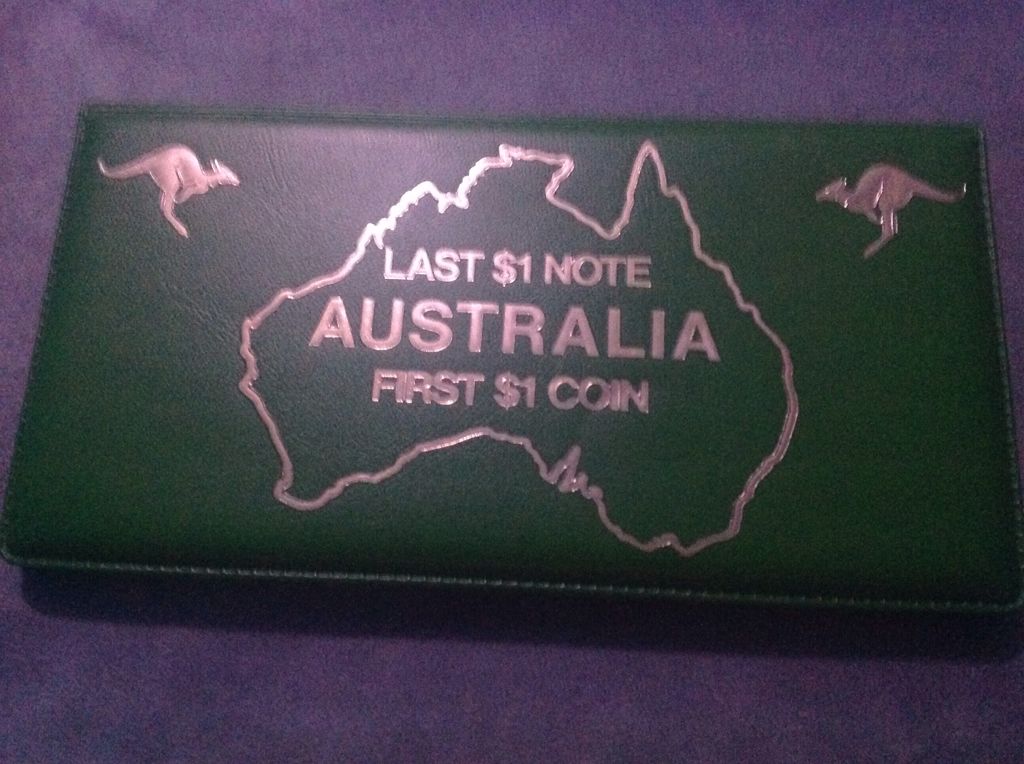 LAST $1 NOTE
AUSTRALIA
FIRST $1 COIN